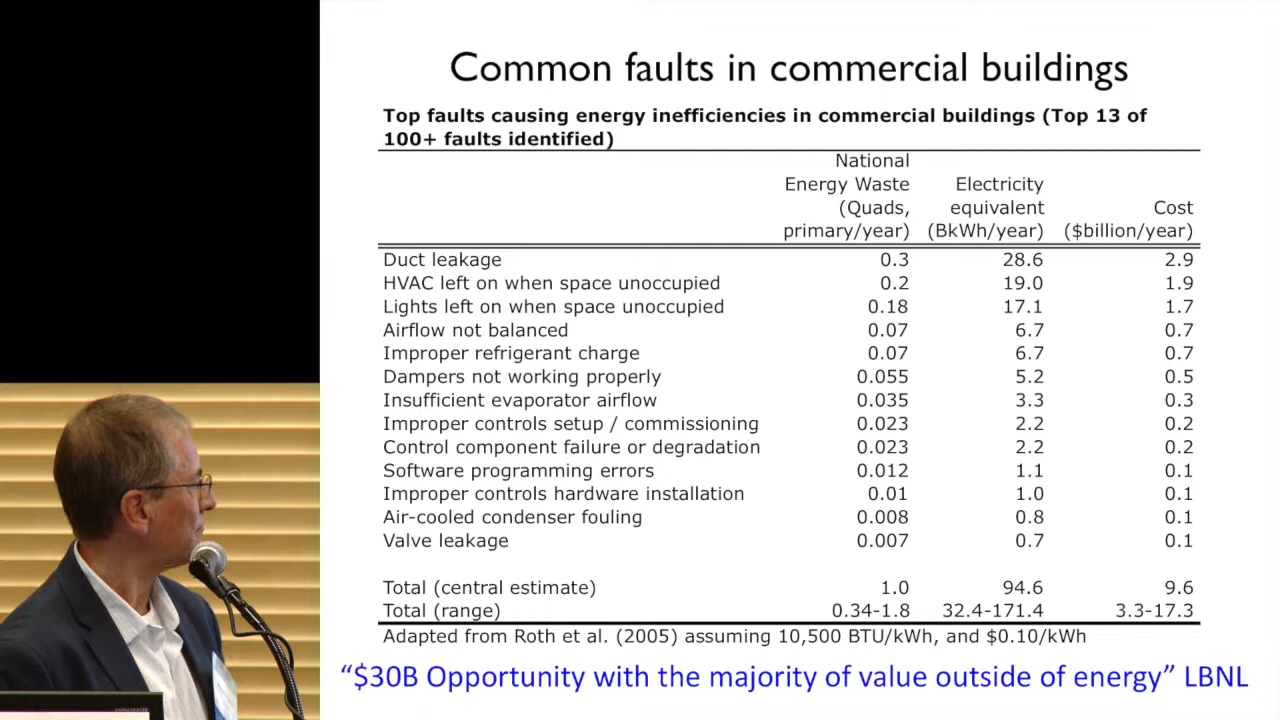 Common faults in commercial buildings
Top faults causing energy inefficiencies in commercial buildings (Top 13 of
100+ faults identified)
National
Energy Waste Electricity
(Quads, equivalent Cost
primary/year) (BkWh/year) ($billion/year)
Duct leakage 0.3 28.6 2.9
HVAC left on when space unoccupied 0.2 19.0 1.9
Lights left on when space unoccupied 0.18 17.1 1.7
Airflow not balanced 0.07 6.7 0.7
Improper refrigerant charge 0.07 6.7 0.7
Dampers not working properly 0.055 5.2 0.5
Insufficient evaporator airflow 0.035 3.3 0.3
Improper controls setup / commissioning 0.023 2.2 0.2
Control component failure or degradation 0.023 2.2 0.2
Software programming errors 0.012 1.1 0.1
Improper controls hardware installation 0.01 1.0 0.1
Air-cooled condenser fouling 0.008 0.8 0.1
Valve leakage 0.007 0.7 0.1
Total (central estimate) 1.0 94.6 9.6
Total (range) 0.34-1.8 32.4-171.4 3.3-17.3
Adapted from Roth et al. (2005) assuming 10,500 BTU/kWh, and $0.10/kWh
“$30B Opportunity with the majority of value outside of energy” LBNL